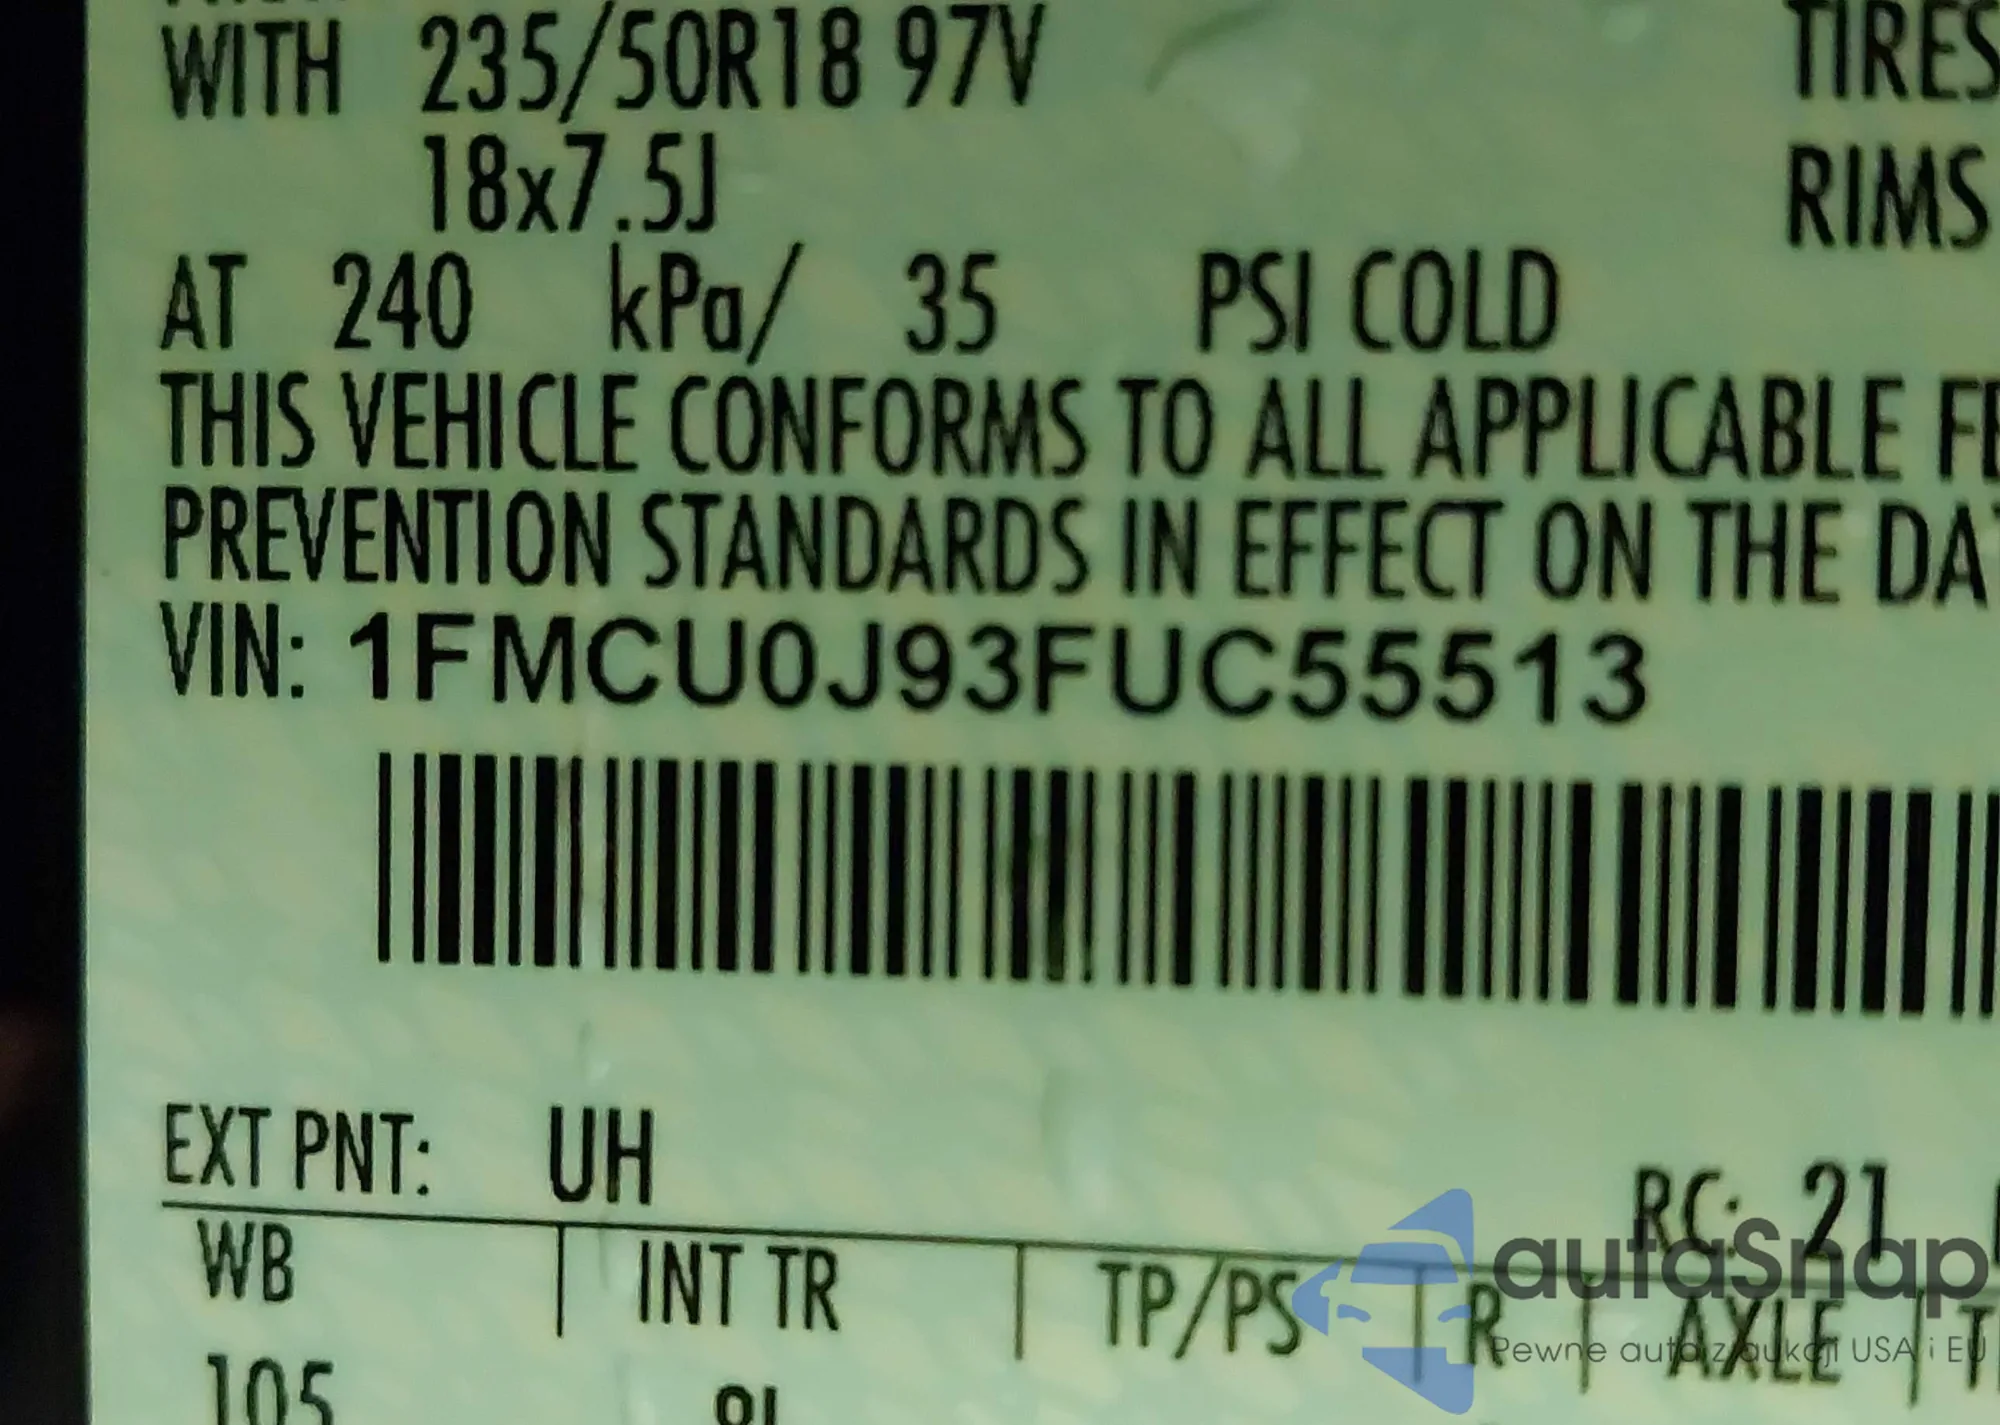 WITH 235/50R18 97V TIRES
18x7.5J RIMS
AT 240 kPa/ 35 PSI COLD
THIS VEHICLE CONFORMS TO ALL APPLICABLE FE
PREVENTION STANDARDS IN EFFECT ON THE DA
VIN: 1FMCU0J93FUC55513
EXT PNT: UH RC: 21
WB INT TR TP/PS R AXLE
105
autaSnap
Pewne auta z aukcji USA i EU